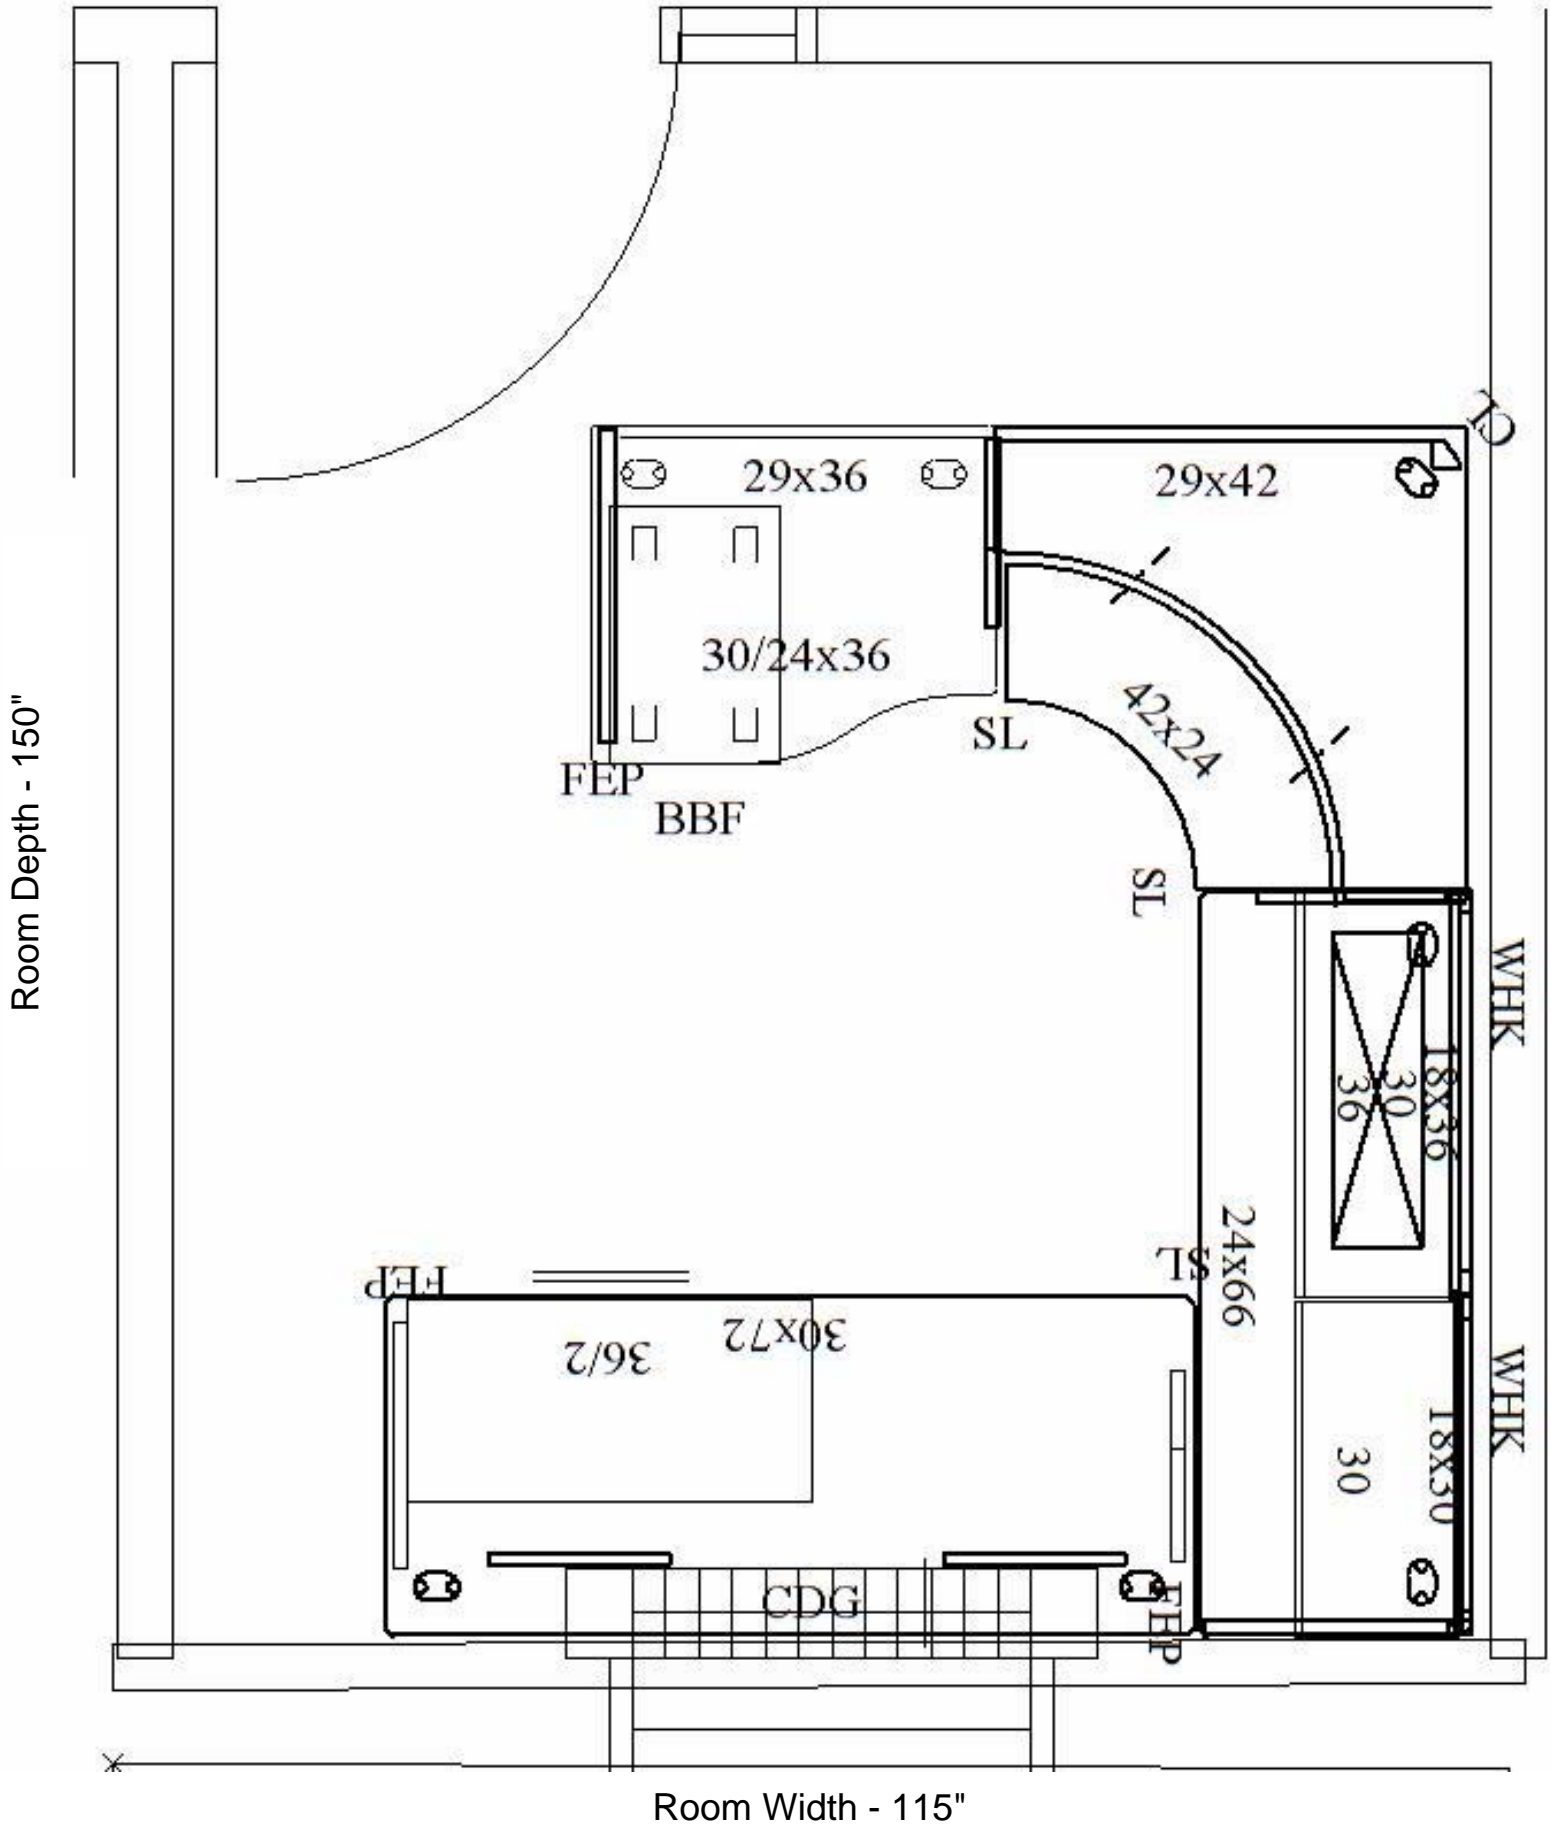 CL
29x36
29x42
30/24x36
42x24
SL
FEP
BBF
SL
WHK
18x36
30
36
Room Depth - 150"
24x66
SL
FEP
30x72
36/2
WHK
18x30
30
CDG
FEP
Room Width - 115"